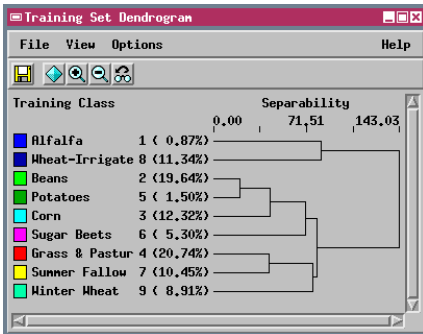 Training Set Dendrogram
File View Options Help
Training Class Separability
0.00 71.51 143.03
Alfalfa 1 ( 0.87%)
Wheat-Irrigate 8 (11.34%)
Beans 2 (19.64%)
Potatoes 5 ( 1.50%)
Corn 3 (12.32%)
Sugar Beets 6 ( 5.30%)
Grass & Pastur 4 (20.74%)
Summer Fallow 7 (10.45%)
Winter Wheat 9 ( 8.91%)